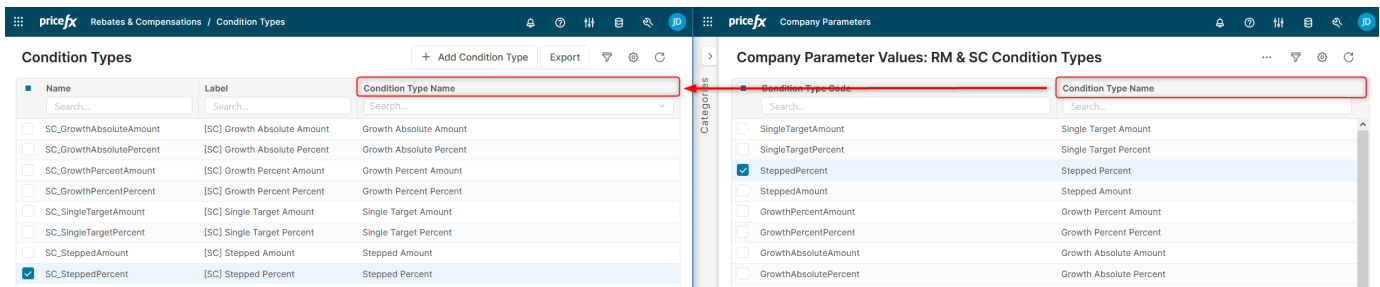 pricefx Rebates & Compensations / Condition Types JD
Condition Types + Add Condition Type Export
Name Label Condition Type Name
Search... Search... Search...
SC_GrowthAbsoluteAmount [SC] Growth Absolute Amount Growth Absolute Amount
SC_GrowthAbsolutePercent [SC] Growth Absolute Percent Growth Absolute Percent
SC_GrowthPercentAmount [SC] Growth Percent Amount Growth Percent Amount
SC_GrowthPercentPercent [SC] Growth Percent Percent Growth Percent Percent
SC_SingleTargetAmount [SC] Single Target Amount Single Target Amount
SC_SingleTargetPercent [SC] Single Target Percent Single Target Percent
SC_SteppedAmount [SC] Stepped Amount Stepped Amount
SC_SteppedPercent [SC] Stepped Percent Stepped Percent
pricefx Company Parameters JD
Categories
Company Parameter Values: RM & SC Condition Types ...
Condition Type Code Condition Type Name
Search... Search...
SingleTargetAmount Single Target Amount
SingleTargetPercent Single Target Percent
SteppedPercent Stepped Percent
SteppedAmount Stepped Amount
GrowthPercentAmount Growth Percent Amount
GrowthPercentPercent Growth Percent Percent
GrowthAbsoluteAmount Growth Absolute Amount
GrowthAbsolutePercent Growth Absolute Percent